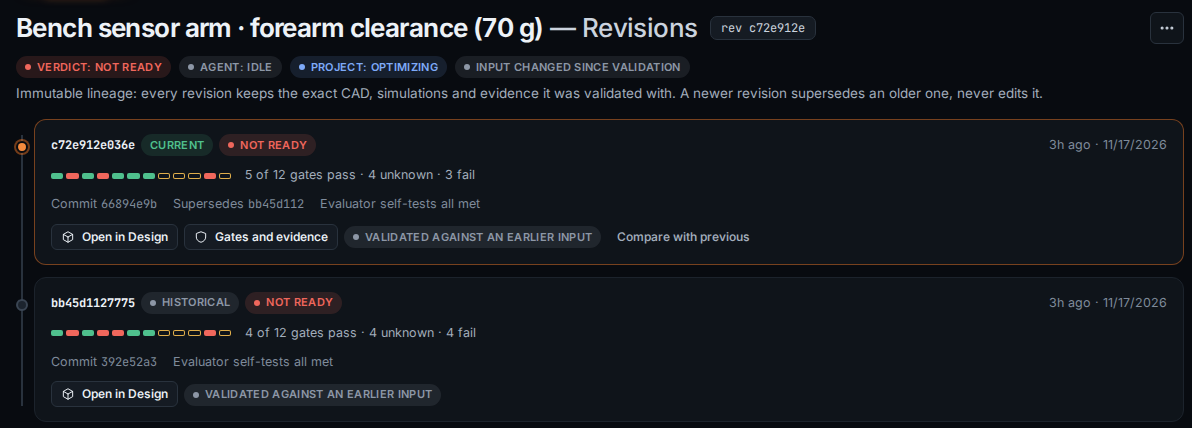 Bench sensor arm · forearm clearance (70 g) — Revisions rev c72e912e
VERDICT: NOT READY AGENT: IDLE PROJECT: OPTIMIZING INPUT CHANGED SINCE VALIDATION
Immutable lineage: every revision keeps the exact CAD, simulations and evidence it was validated with. A newer revision supersedes an older one, never edits it.
c72e912e036e CURRENT NOT READY 3h ago · 11/17/2026
5 of 12 gates pass · 4 unknown · 3 fail
Commit 66894e9b Supersedes bb45d112 Evaluator self-tests all met
Open in Design Gates and evidence VALIDATED AGAINST AN EARLIER INPUT Compare with previous
bb45d1127775 HISTORICAL NOT READY 3h ago · 11/17/2026
4 of 12 gates pass · 4 unknown · 4 fail
Commit 392e52a3 Evaluator self-tests all met
Open in Design VALIDATED AGAINST AN EARLIER INPUT